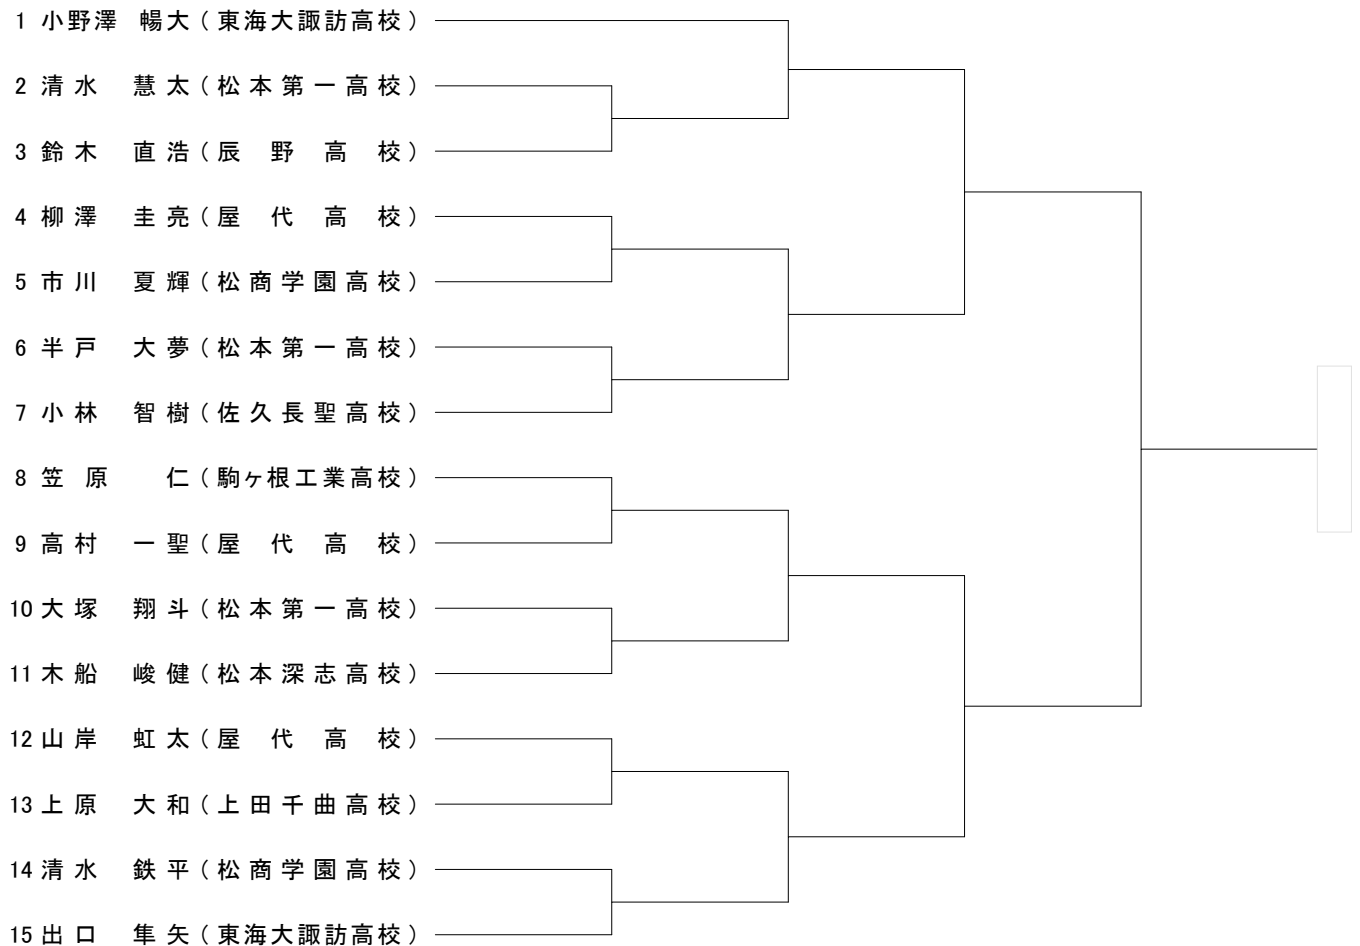 1 小野澤 暢大(東海大諏訪高校)
2 清水 慧太(松本第一高校)
3 鈴木 直浩(辰野高校)
4 柳澤 圭亮(屋代高校)
5 市川 夏輝(松商学園高校)
6 半戸 大夢(松本第一高校)
7 小林 智樹(佐久長聖高校)
8 笠原 仁(駒ヶ根工業高校)
9 高村 一聖(屋代高校)
10 大塚 翔斗(松本第一高校)
11 木船 峻健(松本深志高校)
12 山岸 虹太(屋代高校)
13 上原 大和(上田千曲高校)
14 清水 鉄平(松商学園高校)
15 出口 隼矢(東海大諏訪高校)